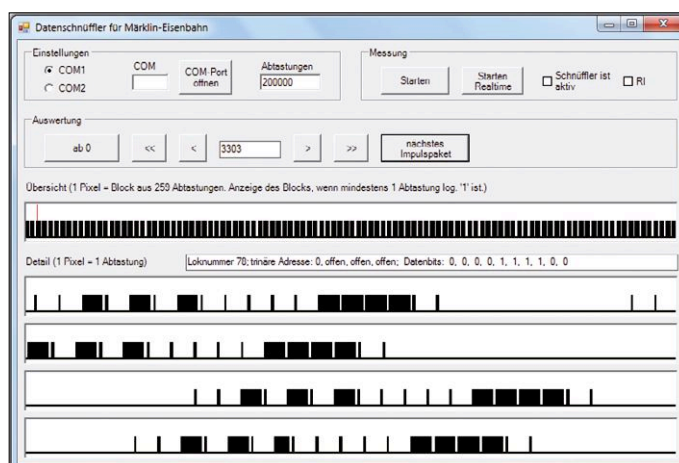 Datenschnüffler für Märklin-Eisenbahn
Einstellungen
COM1
COM2
COM
COM-Port öffnen
Abtastungen
200000
Messung
Starten
Starten Realtime
Schnüffler ist aktiv
RI
Auswertung
ab 0
<<
<
3303
>
>>
nächstes Impulspaket
Übersicht (1 Pixel = Block aus 259 Abtastungen. Anzeige des Blocks, wenn mindestens 1 Abtastung log. '1' ist.)
Detail (1 Pixel = 1 Abtastung)
Loknummer 78; trinäre Adresse: 0, offen, offen, offen; Datenbits: 0, 0, 0, 0, 1, 1, 1, 1, 0, 0